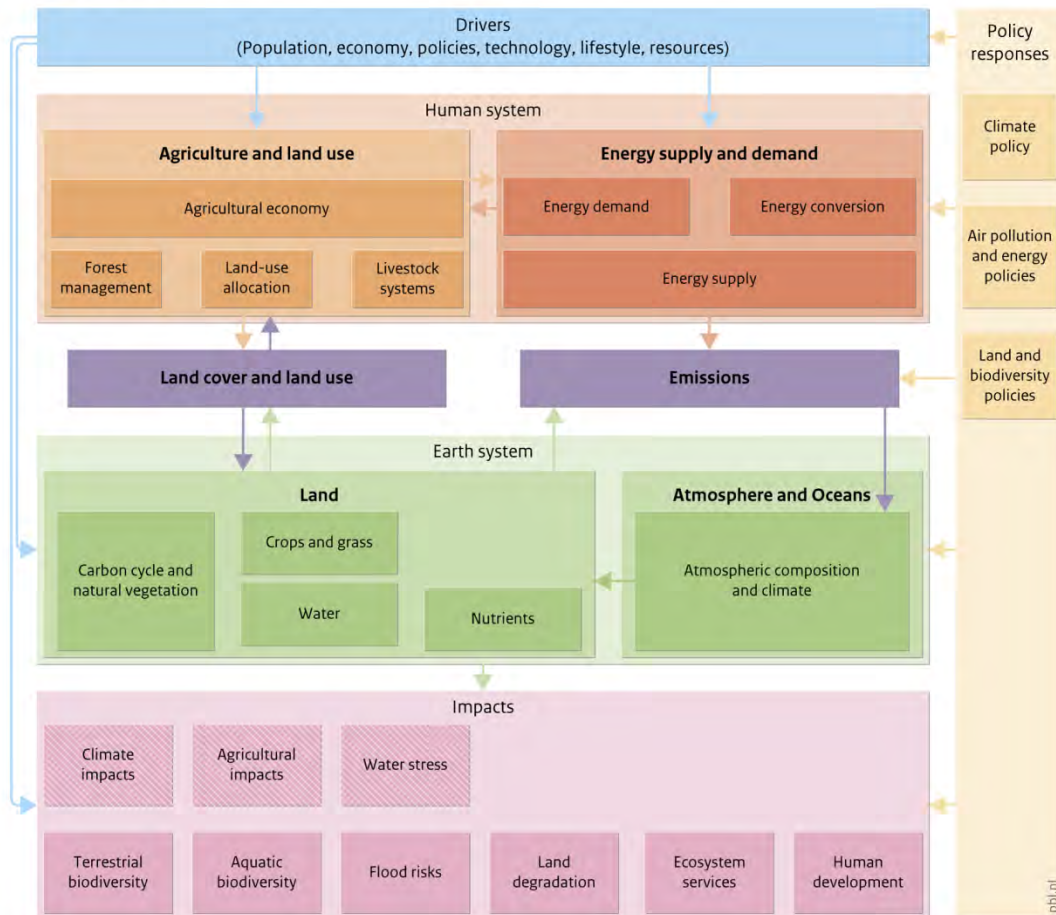 Drivers
(Population, economy, policies, technology, lifestyle, resources)
Policy
responses
Human system
Climate
policy
Agriculture and land use
Energy supply and demand
Agricultural economy
Energy demand
Energy conversion
Air pollution
and energy
policies
Forest
management
Land-use
allocation
Livestock
systems
Energy supply
Land cover and land use
Emissions
Land and
biodiversity
policies
Earth system
Land
Atmosphere and Oceans
Carbon cycle and
natural vegetation
Crops and grass
Water
Nutrients
Atmospheric composition
and climate
Impacts
Climate
impacts
Agricultural
impacts
Water stress
Terrestrial
biodiversity
Aquatic
biodiversity
Flood risks
Land
degradation
Ecosystem
services
Human
development
pbl.nl